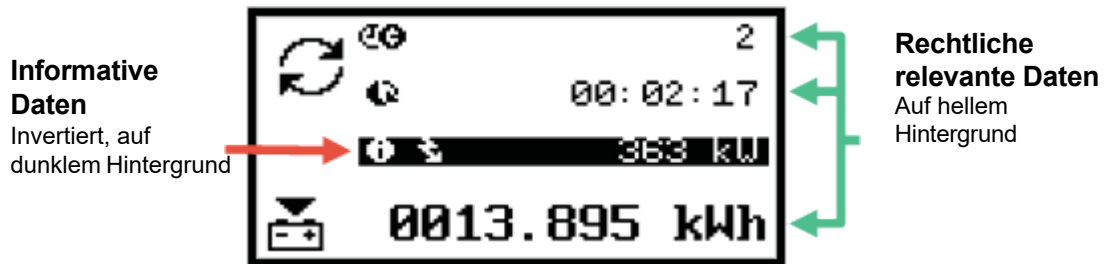 Informative
Daten
Invertiert, auf
dunklem Hintergrund
2
00:02:17
363 kW
0013.895 kWh
Rechtliche
relevante Daten
Auf hellem
Hintergrund